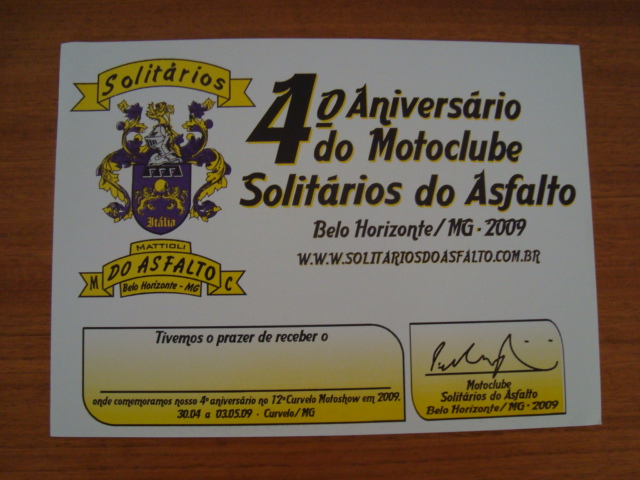 Solitários
FFF
Itália
MATTIOLI
M DO ASFALTO C
Belo Horizonte - MG
4º Aniversário
do Motoclube
Solitários do Asfalto
Belo Horizonte/ MG - 2009
WWW.SOLITARIOSDOASFALTO.COM.BR
Tivemos o prazer de receber o
onde comemoramos nosso 4º aniversário no 12º Curvelo Motoshow em 2009.
30.04 a 03.05.09 - Curvelo/ MG
Motoclube
Solitários do Asfalto
Belo Horizonte/ MG - 2009